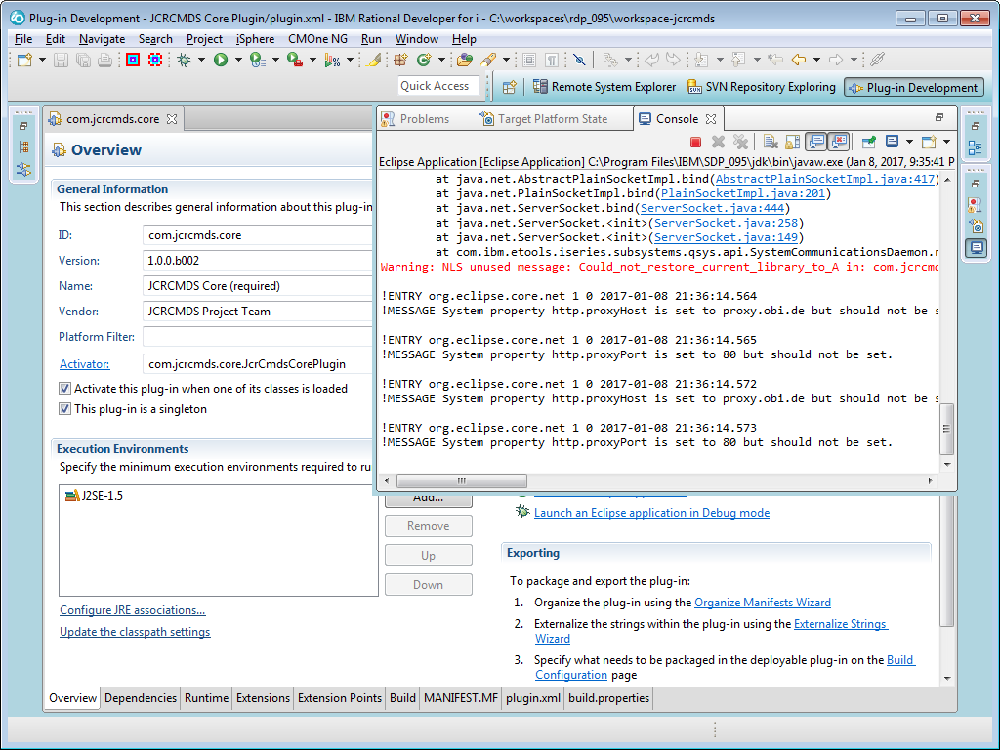 Plug-in Development - JCRCMDS Core Plugin/plugin.xml - IBM Rational Developer for i - C:\workspaces\rdp_095\workspace-jcrcmds
File Edit Navigate Search Project iSphere CMOne NG Run Window Help
Quick Access Remote System Explorer SVN Repository Exploring Plug-in Development
com.jcrcmds.core
Overview
General Information
This section describes general information about this plug-in
ID: com.jcrcmds.core
Version: 1.0.0.b002
Name: JCRCMDS Core (required)
Vendor: JCRCMDS Project Team
Platform Filter:
Activator: com.jcrcmds.core.JcrCmdsCorePlugin
Activate this plug-in when one of its classes is loaded
This plug-in is a singleton
Execution Environments
Specify the minimum execution environments required to ru
J2SE-1.5
Add...
Remove
Up
Down
Configure JRE associations...
Update the classpath settings
Problems Target Platform State Console
Eclipse Application [Eclipse Application] C:\Program Files\IBM\SDP_095\jdk\bin\javaw.exe (Jan 8, 2017, 9:35:41 P
at java.net.AbstractPlainSocketImpl.bind(AbstractPlainSocketImpl.java:417)
at java.net.PlainSocketImpl.bind(PlainSocketImpl.java:201)
at java.net.ServerSocket.bind(ServerSocket.java:444)
at java.net.ServerSocket.<init>(ServerSocket.java:258)
at java.net.ServerSocket.<init>(ServerSocket.java:149)
at com.ibm.etools.iseries.subsystems.qsys.api.SystemCommunicationsDaemon.r
Warning: NLS unused message: Could_not_restore_current_library_to_A in: com.jcrcmd
!ENTRY org.eclipse.core.net 1 0 2017-01-08 21:36:14.564
!MESSAGE System property http.proxyHost is set to proxy.obi.de but should not be s
!ENTRY org.eclipse.core.net 1 0 2017-01-08 21:36:14.565
!MESSAGE System property http.proxyPort is set to 80 but should not be set.
!ENTRY org.eclipse.core.net 1 0 2017-01-08 21:36:14.572
!MESSAGE System property http.proxyHost is set to proxy.obi.de but should not be s
!ENTRY org.eclipse.core.net 1 0 2017-01-08 21:36:14.573
!MESSAGE System property http.proxyPort is set to 80 but should not be set.
Launch an Eclipse application in Debug mode
Exporting
To package and export the plug-in:
1. Organize the plug-in using the Organize Manifests Wizard
2. Externalize the strings within the plug-in using the Externalize Strings
Wizard
3. Specify what needs to be packaged in the deployable plug-in on the Build
Configuration page
Overview Dependencies Runtime Extensions Extension Points Build MANIFEST.MF plugin.xml build.properties